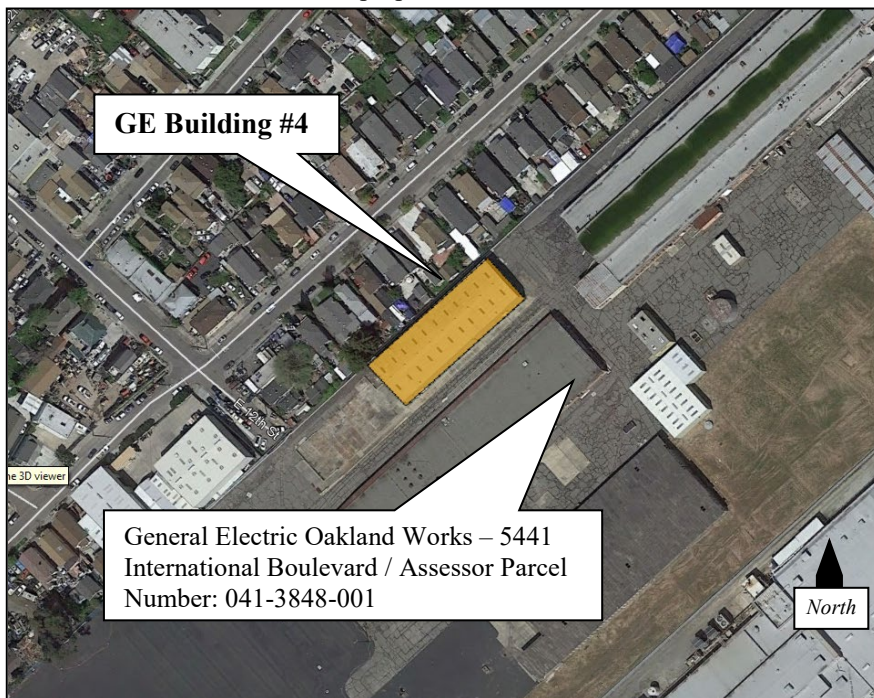 GE Building #4
E 12th St
ne 3D viewer
General Electric Oakland Works – 5441
International Boulevard / Assessor Parcel
Number: 041-3848-001
North